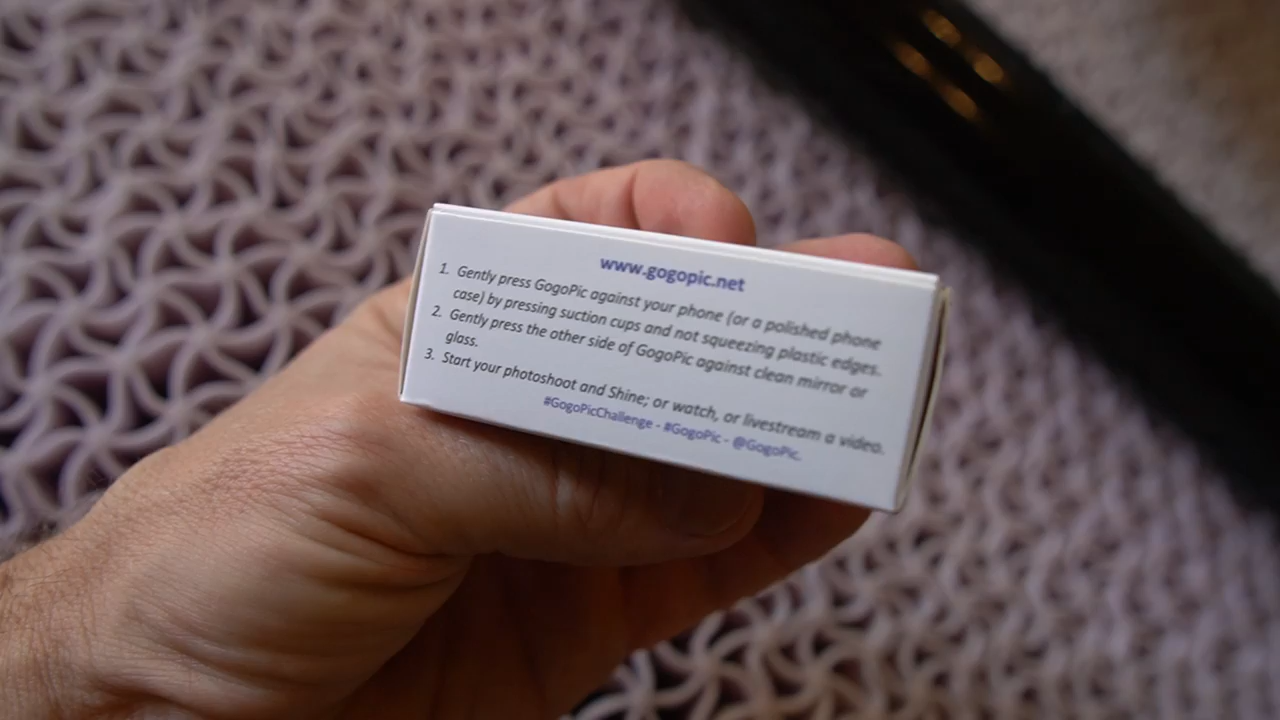 www.gogopic.net
1. Gently press GogoPic against your phone (or a polished phone
case) by pressing suction cups and not squeezing plastic edges.
2. Gently press the other side of GogoPic against clean mirror or
glass.
3. Start your photoshoot and Shine; or watch, or livestream a video.
#GogoPicChallenge - #GogoPic - @GogoPic.